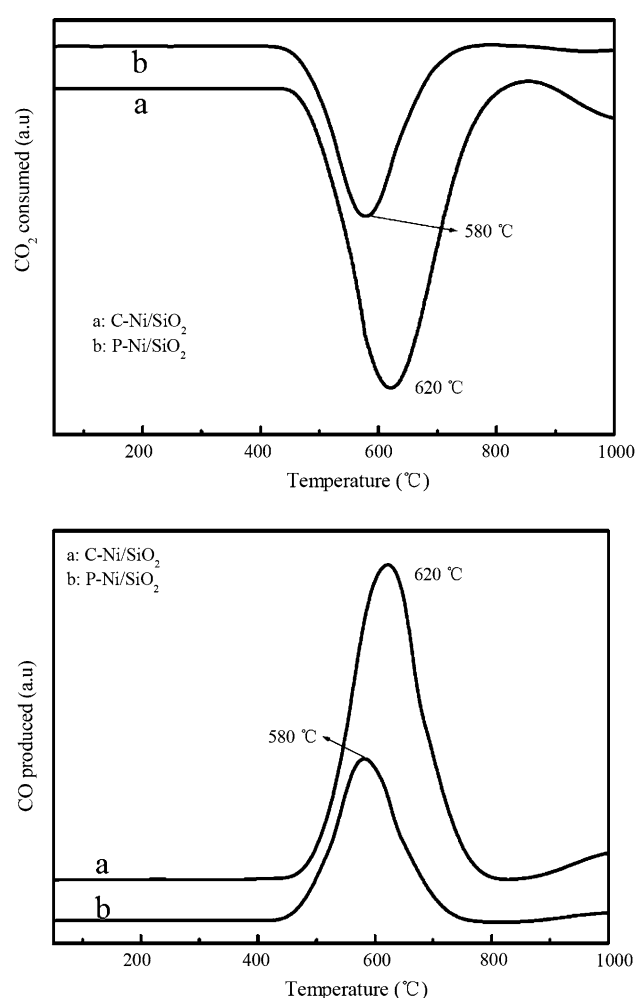 b
a
580 ℃
CO₂ consumed (a.u)
a: C-Ni/SiO₂
b: P-Ni/SiO₂
620 ℃
200 400 600 800 1000
Temperature (℃)
a: C-Ni/SiO₂
b: P-Ni/SiO₂
620 ℃
CO produced (a.u)
580 ℃
a
b
200 400 600 800 1000
Temperature (℃)